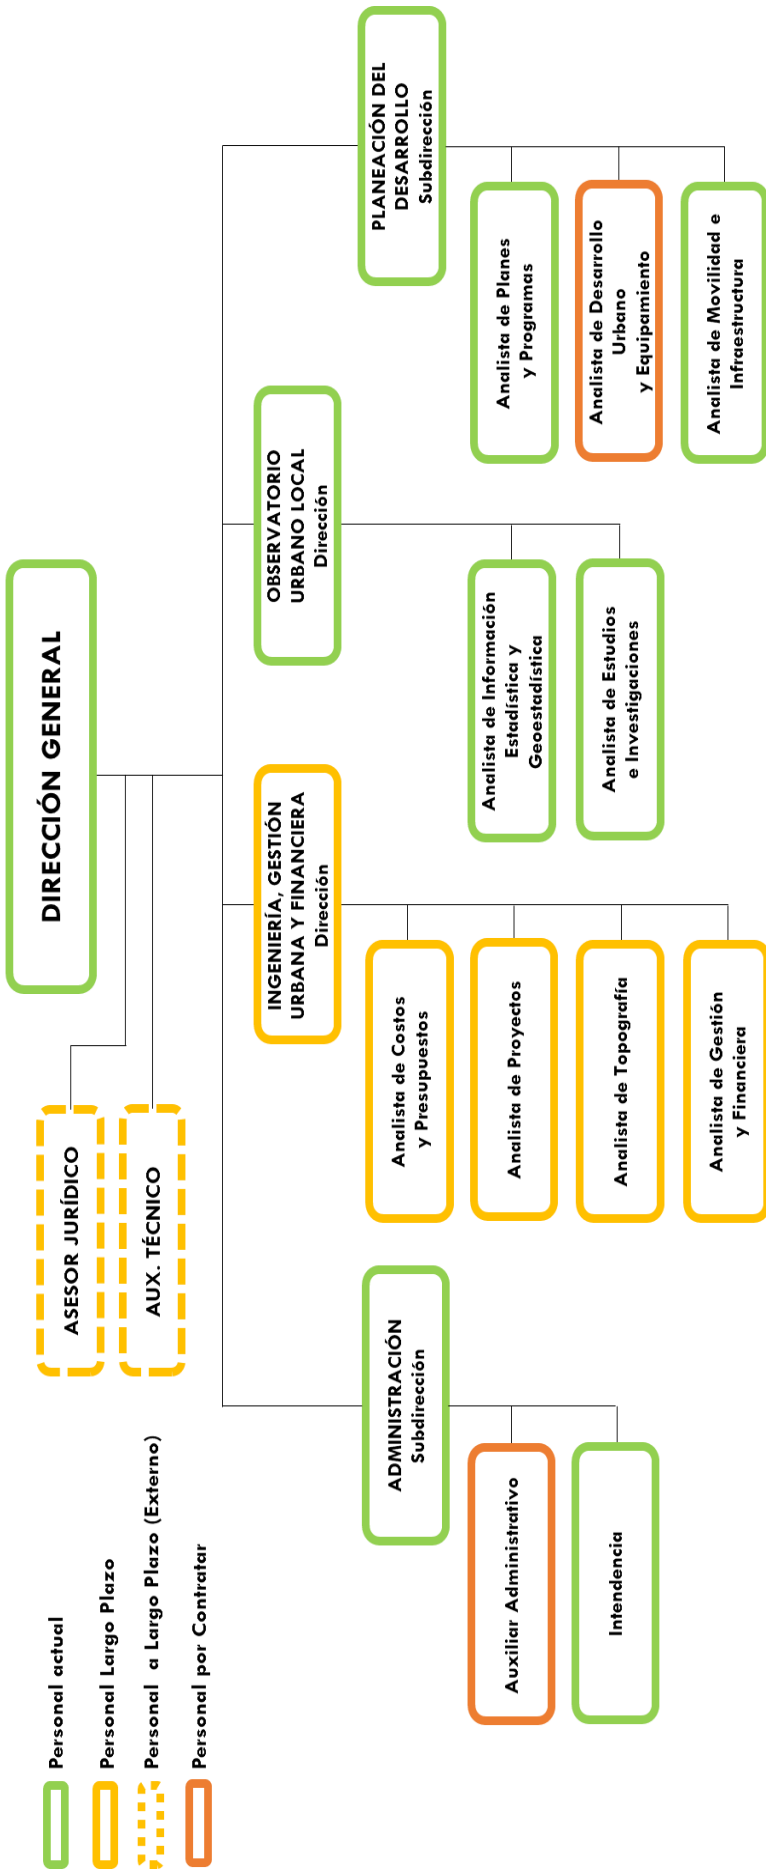 DIRECCIÓN GENERAL
ASESOR JURÍDICO
AUX. TÉCNICO
Personal actual
Personal Largo Plazo
Personal a Largo Plazo (Externo)
Personal por Contratar
ADMINISTRACIÓN
Subdirección
Auxiliar Administrativo
Intendencia
INGENIERÍA, GESTIÓN
URBANA Y FINANCIERA
Dirección
Analista de Costos
y Presupuestos
Analista de Proyectos
Analista de Topografía
Analista de Gestión
y Financiera
OBSERVATORIO
URBANO LOCAL
Dirección
Analista de Información
Estadística y
Geoestadística
Analista de Estudios
e Investigaciones
PLANEACIÓN DEL
DESARROLLO
Subdirección
Analista de Planes
y Programas
Analista de Desarrollo
Urbano
y Equipamiento
Analista de Movilidad e
Infraestructura